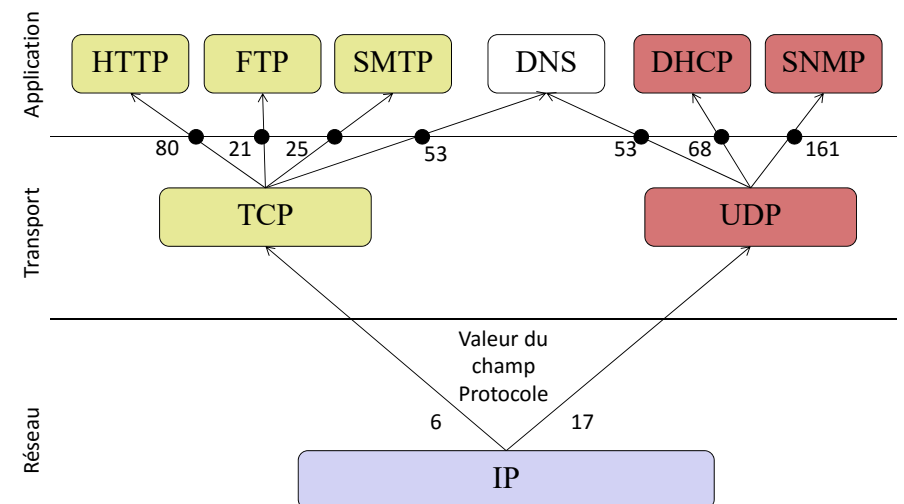 Application
HTTP
FTP
SMTP
DNS
DHCP
SNMP
80
21
25
53
53
68
161
Transport
TCP
UDP
Valeur du
champ
Protocole
6
17
Réseau
IP